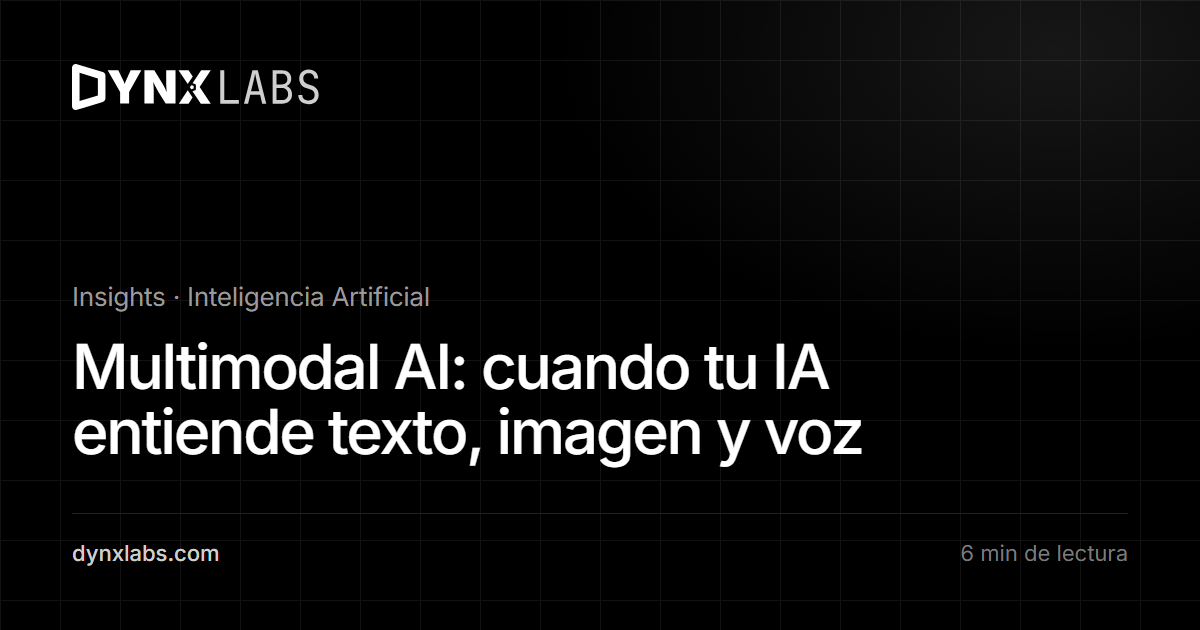 DYNX LABS
Insights · Inteligencia Artificial
Multimodal AI: cuando tu IA
entiende texto, imagen y voz
dynxlabs.com
6 min de lectura